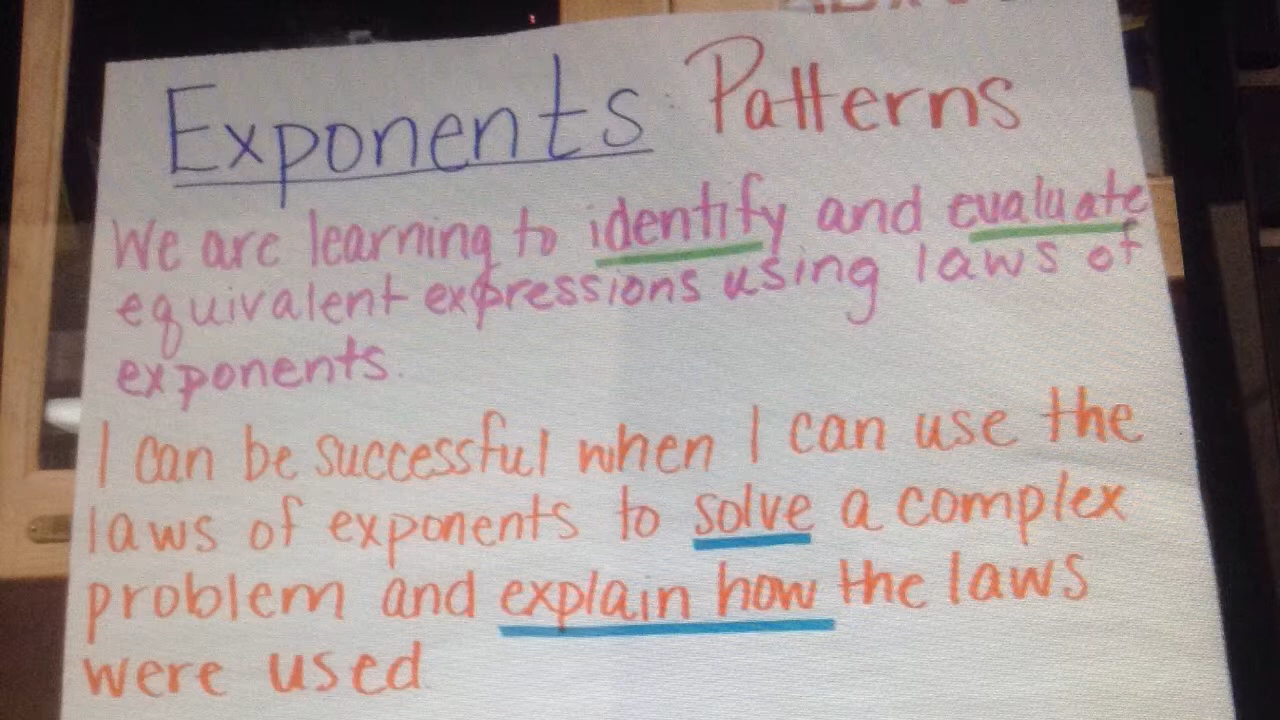 Exponents: Patterns
We are learning to identify and evaluate
equivalent expressions using laws of
exponents.
I can be successful when I can use the
laws of exponents to solve a complex
problem and explain how the laws
were used